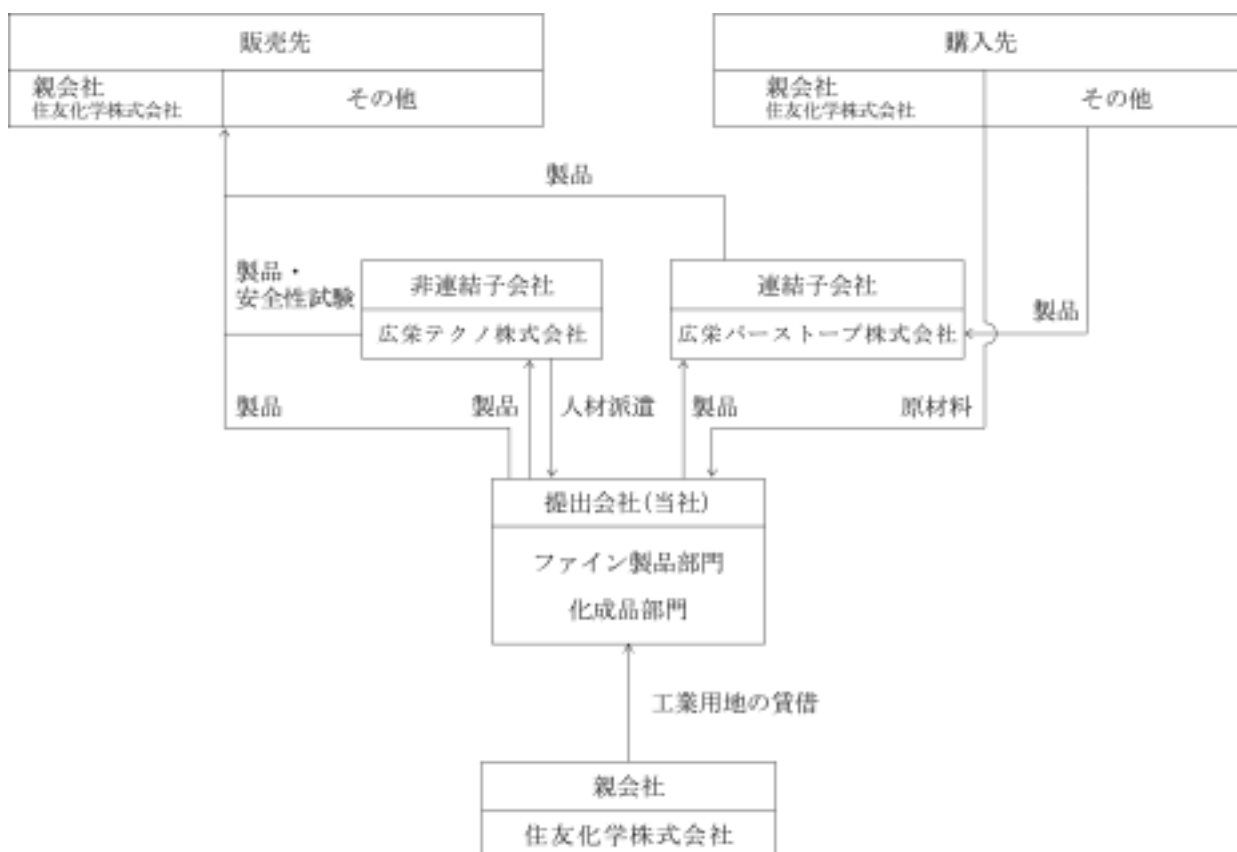 販売先
親会社
住友化学株式会社
その他
購入先
親会社
住友化学株式会社
その他
製品
製品・
安全性試験
非連結子会社
広栄テクノ株式会社
連結子会社
広栄パーストープ株式会社
製品
製品
製品
人材派遣
製品
原材料
提出会社(当社)
ファイン製品部門
化成品部門
工業用地の賃借
親会社
住友化学株式会社